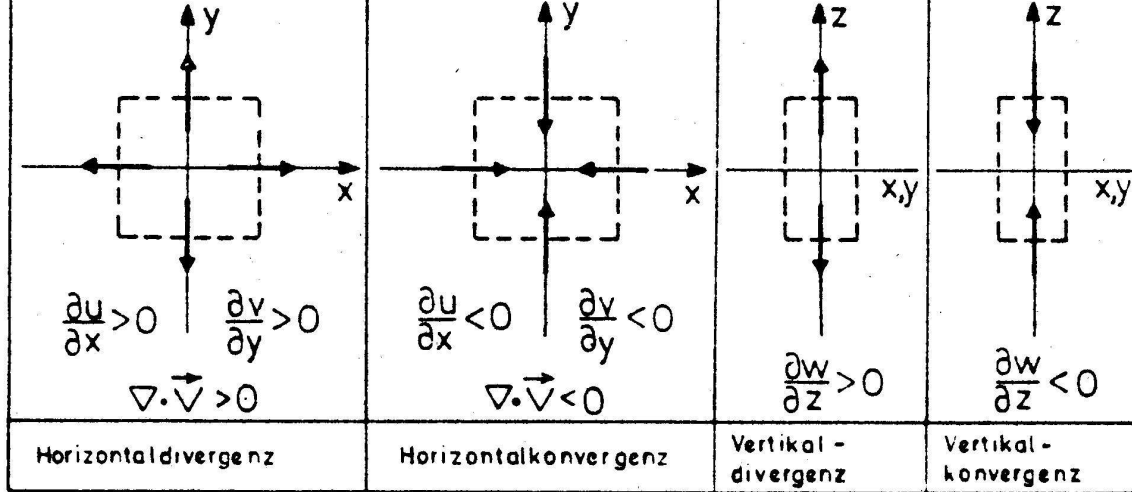 y
x
∂u/∂x>0 ∂v/∂y>0
∇·V⃗>0
Horizontaldivergenz
y
x
∂u/∂x<0 ∂v/∂y<0
∇·V⃗<0
Horizontalkonvergenz
z
x,y
∂w/∂z>0
Vertikal-
divergenz
z
x,y
∂w/∂z<0
Vertikal-
konvergenz